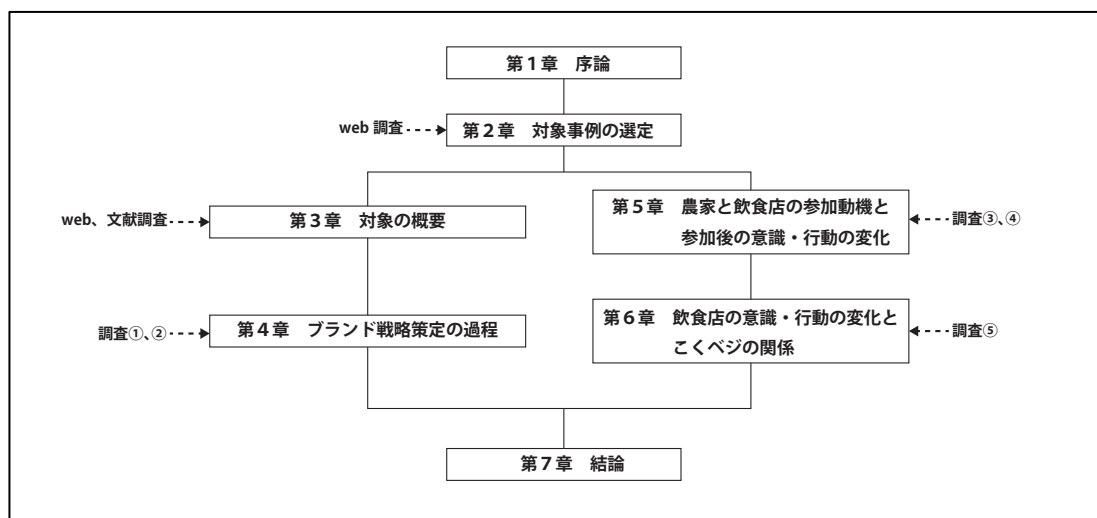 第1章 序論
web 調査
第2章 対象事例の選定
web、文献調査
第3章 対象の概要
第5章 農家と飲食店の参加動機と
参加後の意識・行動の変化
調査③、④
調査①、②
第4章 ブランド戦略策定の過程
第6章 飲食店の意識・行動の変化と
こくベジの関係
調査⑤
第7章 結論